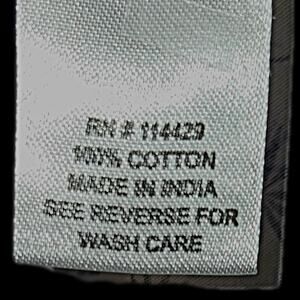 RN # 114429
100% COTTON
MADE IN INDIA
SEE REVERSE FOR
WASH CARE